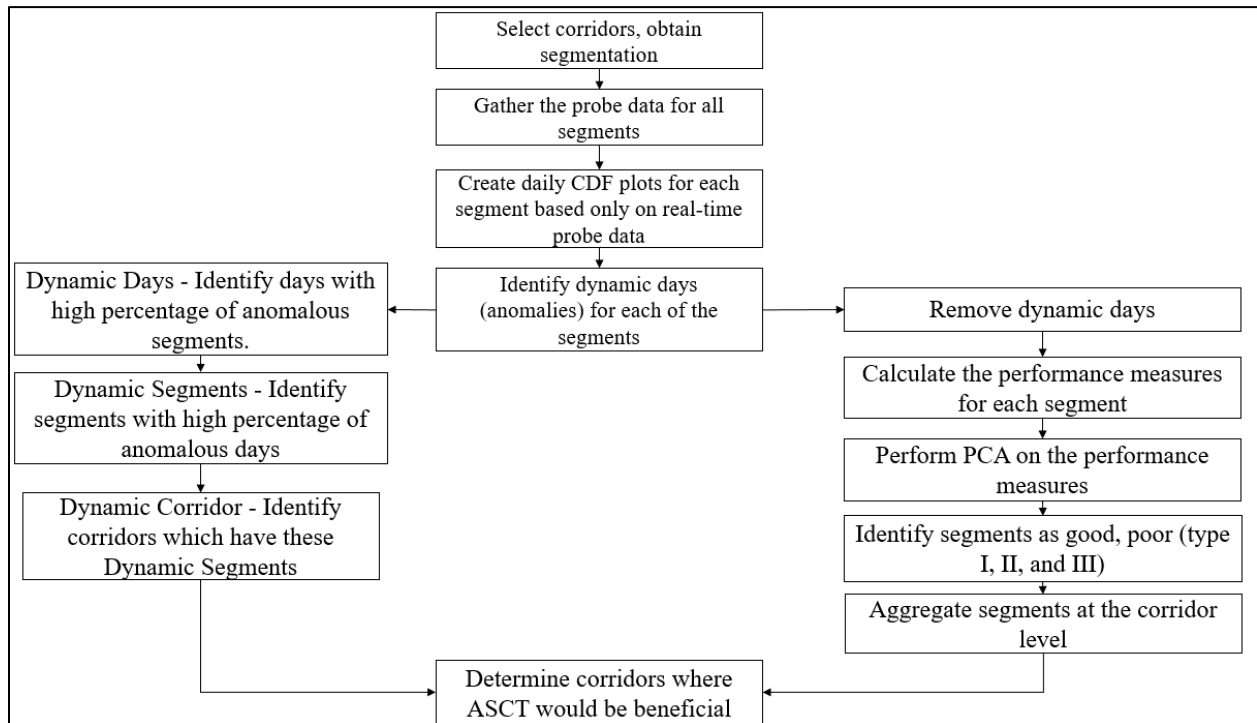 Select corridors, obtain
segmentation
Gather the probe data for all
segments
Create daily CDF plots for each
segment based only on real-time
probe data
Identify dynamic days
(anomalies) for each of the
segments
Dynamic Days - Identify days with
high percentage of anomalous
segments.
Dynamic Segments - Identify
segments with high percentage of
anomalous days
Dynamic Corridor - Identify
corridors which have these
Dynamic Segments
Remove dynamic days
Calculate the performance measures
for each segment
Perform PCA on the performance
measures
Identify segments as good, poor (type
I, II, and III)
Aggregate segments at the corridor
level
Determine corridors where
ASCT would be beneficial